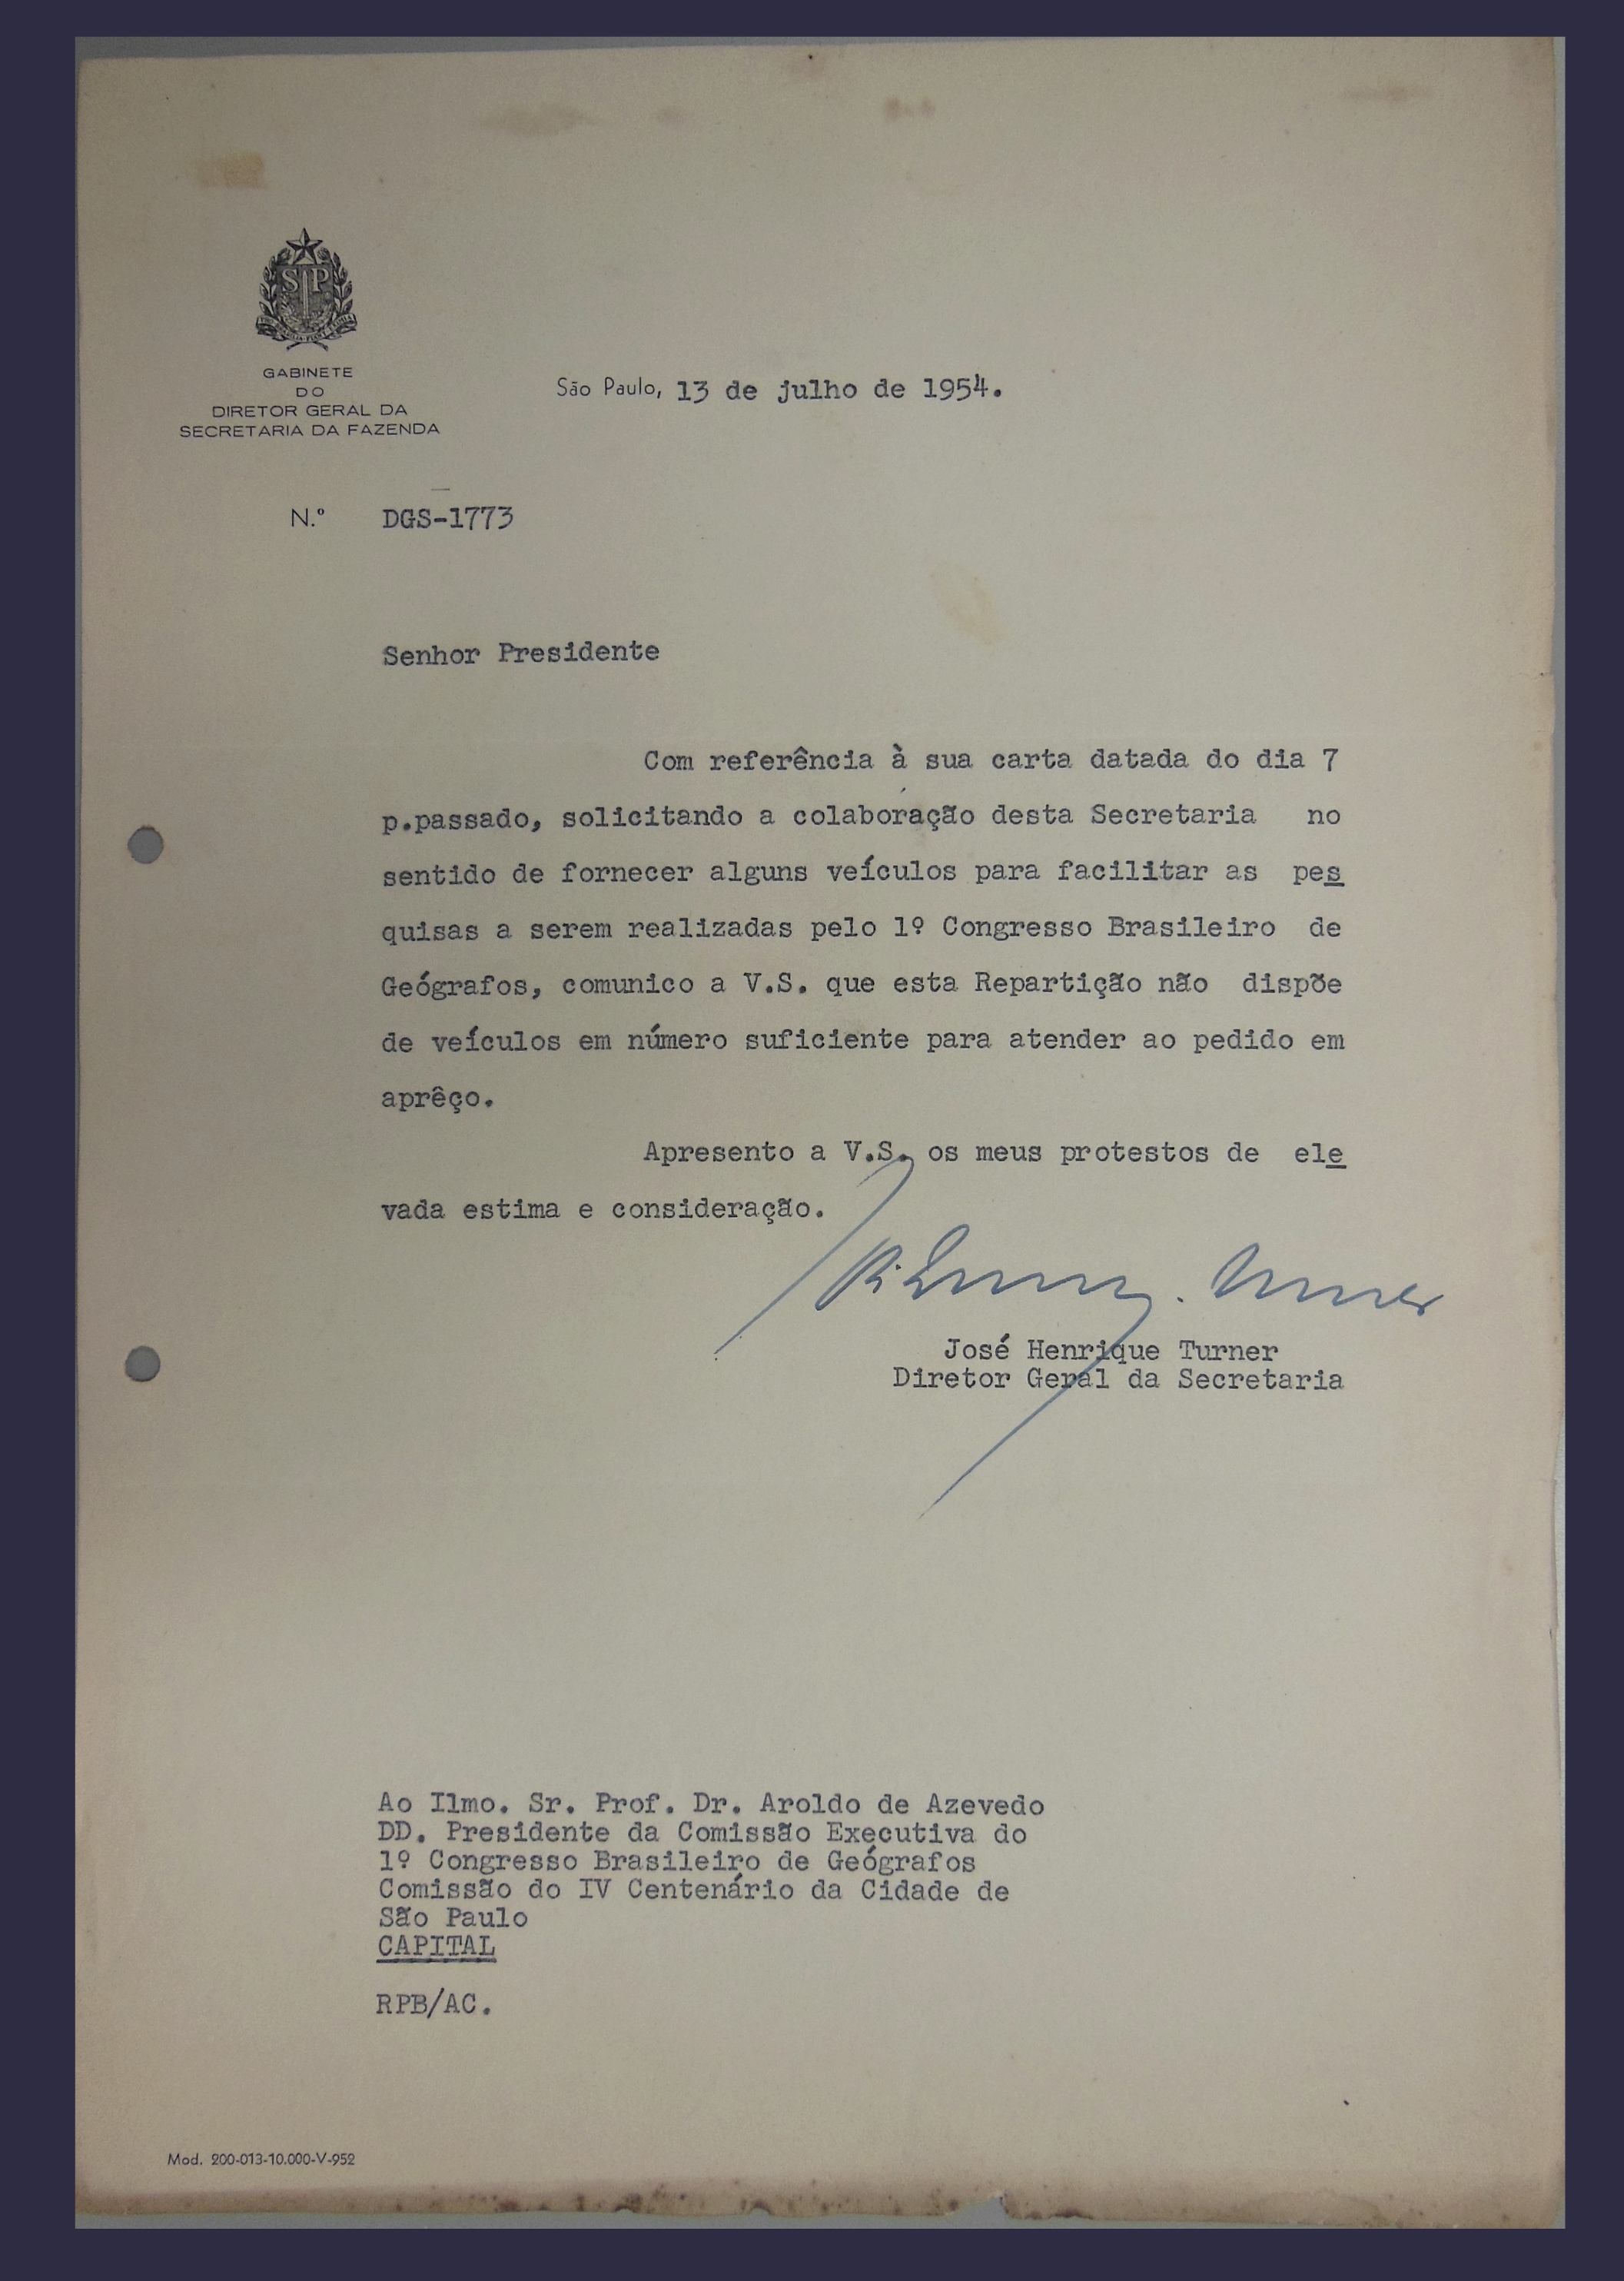 SP
GABINETE
DO
DIRETOR GERAL DA
SECRETARIA DA FAZENDA
São Paulo, 13 de julho de 1954.
N.º DGS-1773
Senhor Presidente
Com referência à sua carta datada do dia 7
p.passado, solicitando a colaboração desta Secretaria no
sentido de fornecer alguns veículos para facilitar as pes
quisas a serem realizadas pelo 1º Congresso Brasileiro de
Geógrafos, comunico a V.S. que esta Repartição não dispõe
de veículos em número suficiente para atender ao pedido em
aprêço.
Apresento a V.S. os meus protestos de ele
vada estima e consideração.
José Henrique Turner
Diretor Geral da Secretaria
Ao Ilmo. Sr. Prof. Dr. Aroldo de Azevedo
DD. Presidente da Comissão Executiva do
1º Congresso Brasileiro de Geógrafos
Comissão do IV Centenário da Cidade de
São Paulo
CAPITAL
RPB/AC.
Mod. 200-013-10.000-V-952